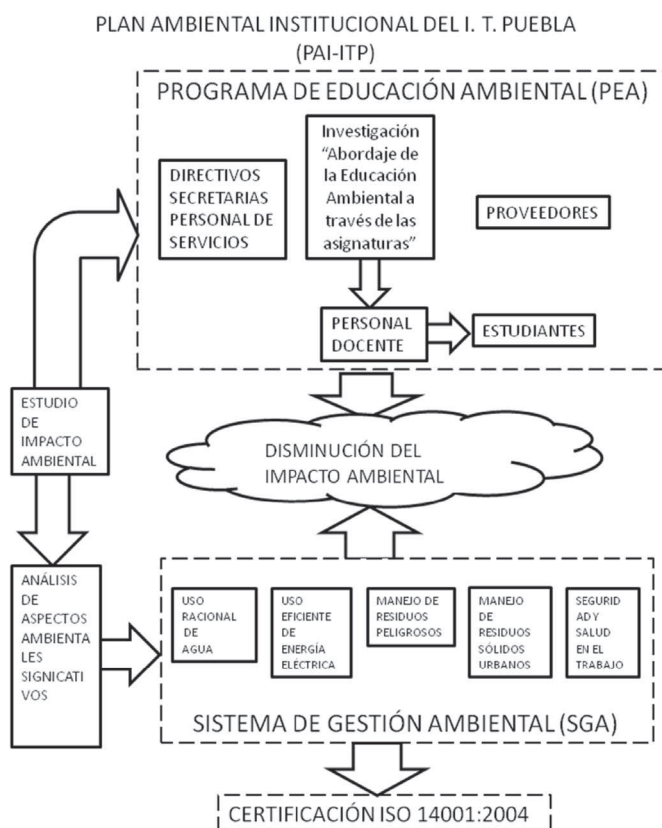 PLAN AMBIENTAL INSTITUCIONAL DEL I. T. PUEBLA
(PAI-ITP)
PROGRAMA DE EDUCACIÓN AMBIENTAL (PEA)
DIRECTIVOS
SECRETARIAS
PERSONAL DE
SERVICIOS
Investigación
“Abordaje de
la Educación
Ambiental a
través de las
asignaturas”
PROVEEDORES
PERSONAL
DOCENTE
ESTUDIANTES
ESTUDIO
DE
IMPACTO
AMBIENTAL
DISMINUCIÓN DEL
IMPACTO AMBIENTAL
ANÁLISIS
DE
ASPECTOS
AMBIENTA
LES
SIGNICATI
VOS
USO
RACIONAL
DE
AGUA
USO
EFICIENTE
DE
ENERGÍA
ELÉCTRICA
MANEJO DE
RESIDUOS
PELIGROSOS
MANEJO
DE
RESIDUOS
SÓLIDOS
URBANOS
SEGURID
AD Y
SALUD
EN EL
TRABAJO
SISTEMA DE GESTIÓN AMBIENTAL (SGA)
CERTIFICACIÓN ISO 14001:2004